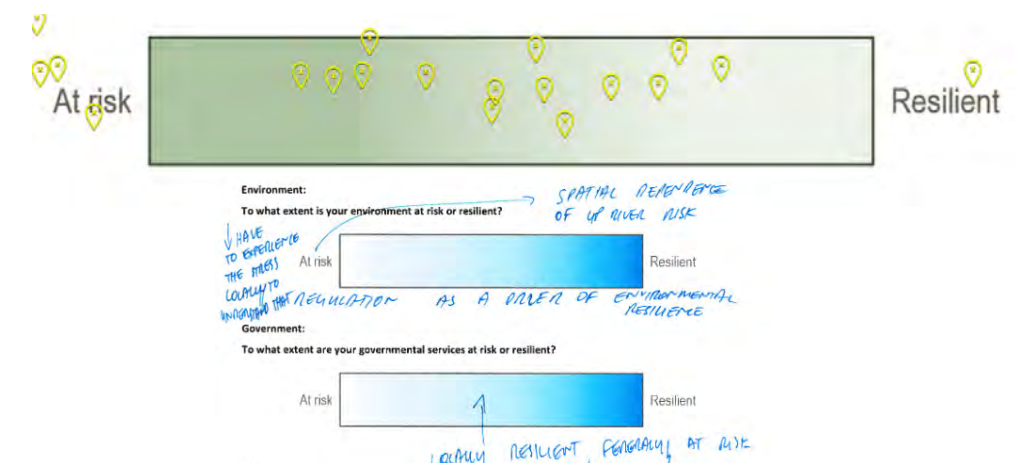 At risk
Resilient
Environment:
SPATIAL DEPENDENCE
To what extent is your environment at risk or resilient?
OF UP RIVER RISK
HAVE
TO EXPERIENCE
THE STRESS
At risk
Resilient
LOCALLY TO
UNDERSTAND THAT
REGULATION AS A DRIVER OF ENVIRONMENTAL
RESILIENCE
Government:
To what extent are your governmental services at risk or resilient?
At risk
Resilient
LOCALLY RESILIENT, FEDERALLY AT RISK